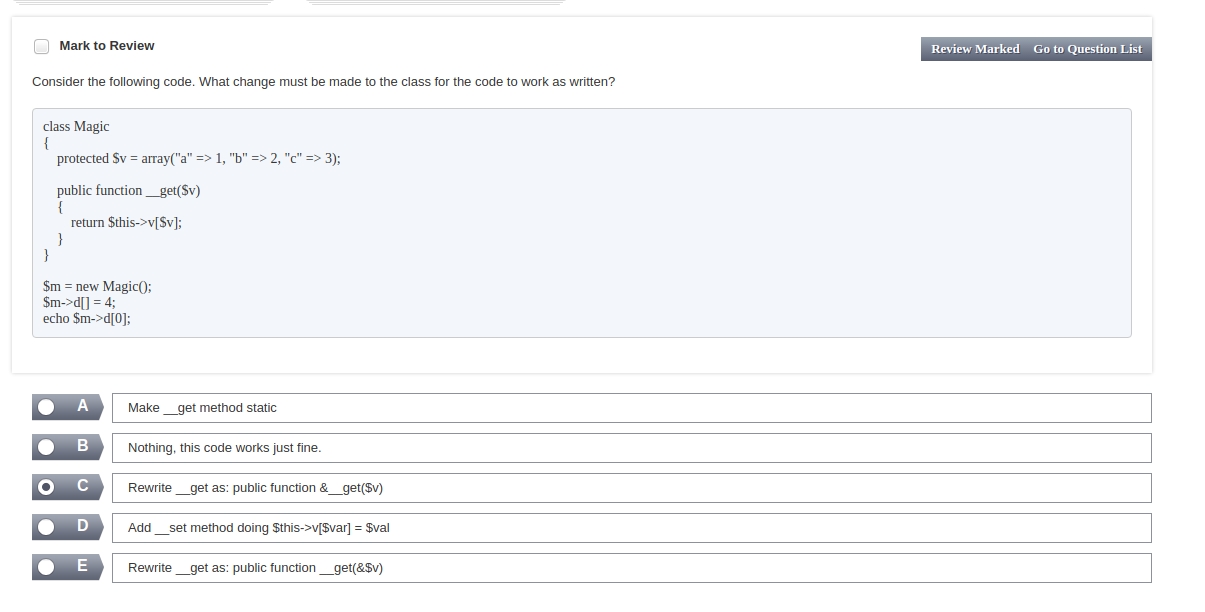 Mark to Review
Review Marked Go to Question List
Consider the following code. What change must be made to the class for the code to work as written?
class Magic
{
protected $v = array("a" => 1, "b" => 2, "c" => 3);
public function __get($v)
{
return $this->v[$v];
}
}
$m = new Magic();
$m->d[] = 4;
echo $m->d[0];
A Make __get method static
B Nothing, this code works just fine.
C Rewrite __get as: public function &__get($v)
D Add __set method doing $this->v[$var] = $val
E Rewrite __get as: public function __get(&$v)